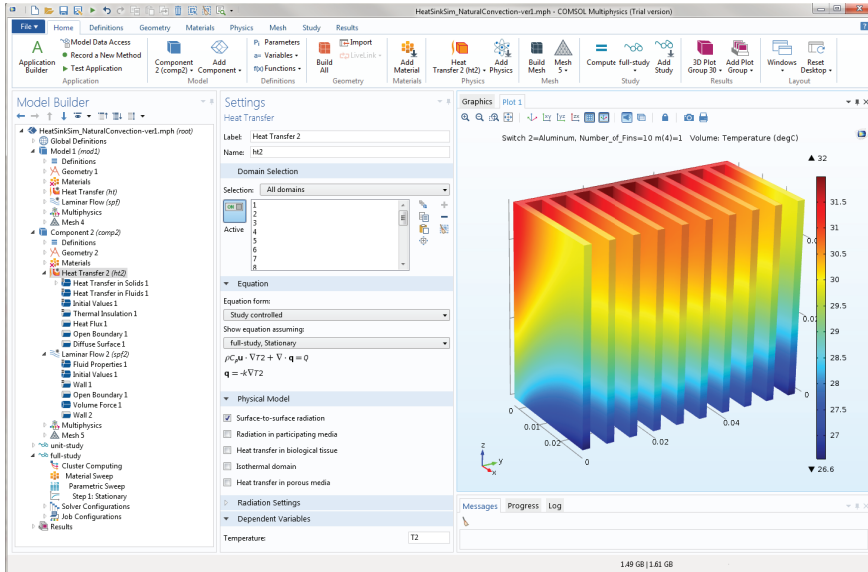 HeatSinkSim_NaturalConvection-ver1.mph - COMSOL Multiphysics (Trial version)
File Home Definitions Geometry Materials Physics Mesh Study Results
Application Builder
Model Data Access
Record a New Method
Test Application
Application
Component 2 (comp2)
Add Component
Model
Pi Parameters
a= Variables
f(x) Functions
Definitions
Build All
Import
LiveLink
Geometry
Add Material
Materials
Heat Transfer 2 (ht2)
Add Physics
Physics
Build Mesh
Mesh 5
Mesh
Compute
full-study
Add Study
Study
3D Plot Group 30
Add Plot Group
Results
Windows
Reset Desktop
Layout
Model Builder
HeatSinkSim_NaturalConvection-ver1.mph (root)
Global Definitions
Model 1 (mod1)
Definitions
Geometry 1
Materials
Heat Transfer (ht)
Laminar Flow (spf)
Multiphysics
Mesh 4
Component 2 (comp2)
Definitions
Geometry 2
Materials
Heat Transfer 2 (ht2)
Heat Transfer in Solids 1
Heat Transfer in Fluids 1
Initial Values 1
Thermal Insulation 1
Heat Flux 1
Open Boundary 1
Diffuse Surface 1
Laminar Flow 2 (spf2)
Fluid Properties 1
Initial Values 1
Wall 1
Open Boundary 1
Volume Force 1
Wall 2
Multiphysics
Mesh 5
unit-study
full-study
Cluster Computing
Material Sweep
Parametric Sweep
Step 1: Stationary
Solver Configurations
Job Configurations
Results
Settings
Heat Transfer
Label: Heat Transfer 2
Name: ht2
Domain Selection
Selection: All domains
ON
Active
1
2
3
4
5
6
7
8
Equation
Equation form:
Study controlled
Show equation assuming:
full-study, Stationary
ρCₚu · ∇T2 + ∇ · q = Q
q = -k∇T2
Physical Model
Surface-to-surface radiation
Radiation in participating media
Heat transfer in biological tissue
Isothermal domain
Heat transfer in porous media
Radiation Settings
Dependent Variables
Temperature: T2
Graphics Plot 1
Switch 2=Aluminum, Number_of_Fins=10 m(4)=1 Volume: Temperature (degC)
▲ 32
31.5
31
30.5
30
29.5
29
28.5
28
27.5
27
▼ 26.6
0
0.01
0.02
0
0.02
0.04
0
z
y
x
Messages Progress Log
1.49 GB | 1.61 GB